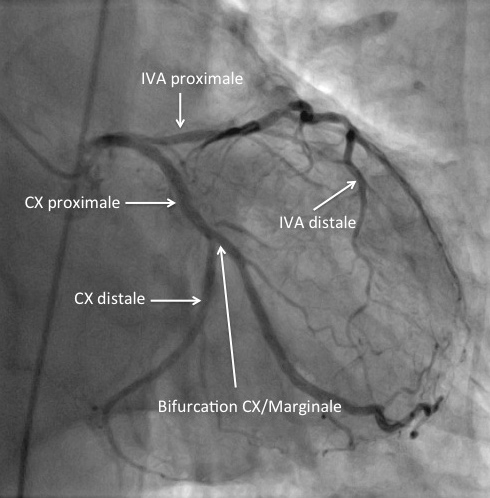 IVA proximale
CX proximale
IVA distale
CX distale
Bifurcation CX/Marginale